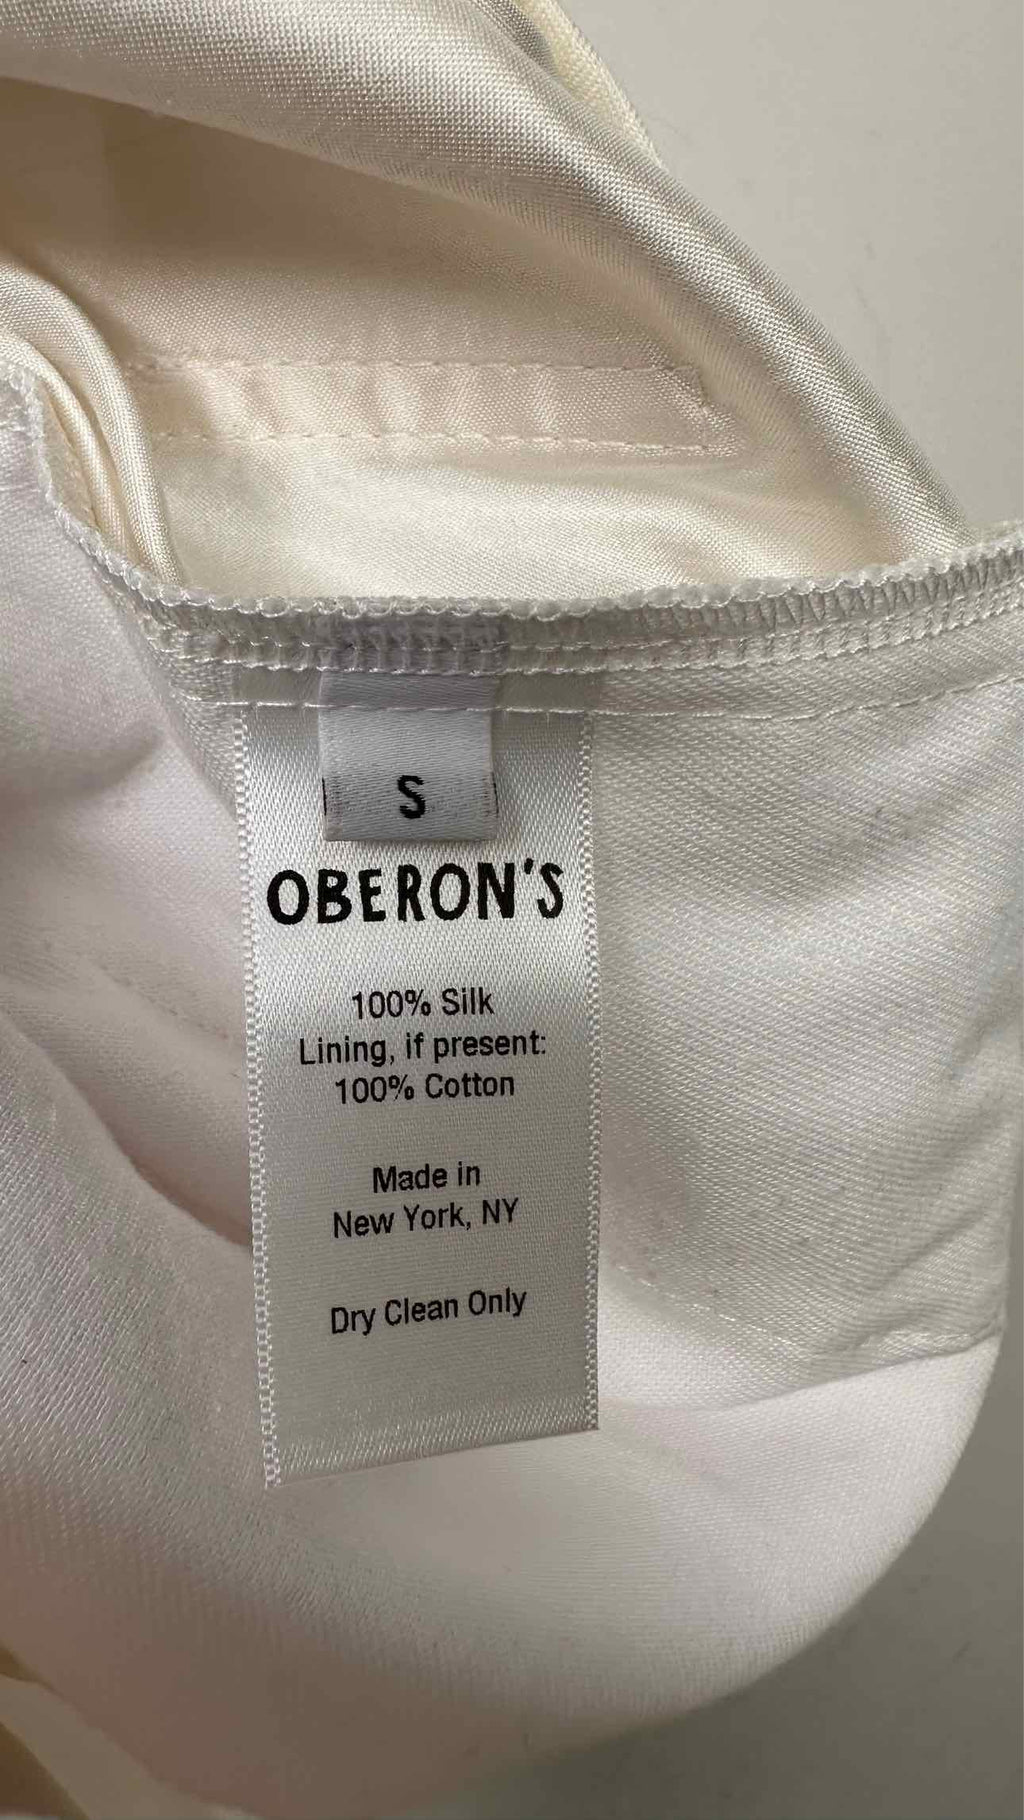 S
OBERON'S
100% Silk
Lining, if present:
100% Cotton
Made in
New York, NY
Dry Clean Only